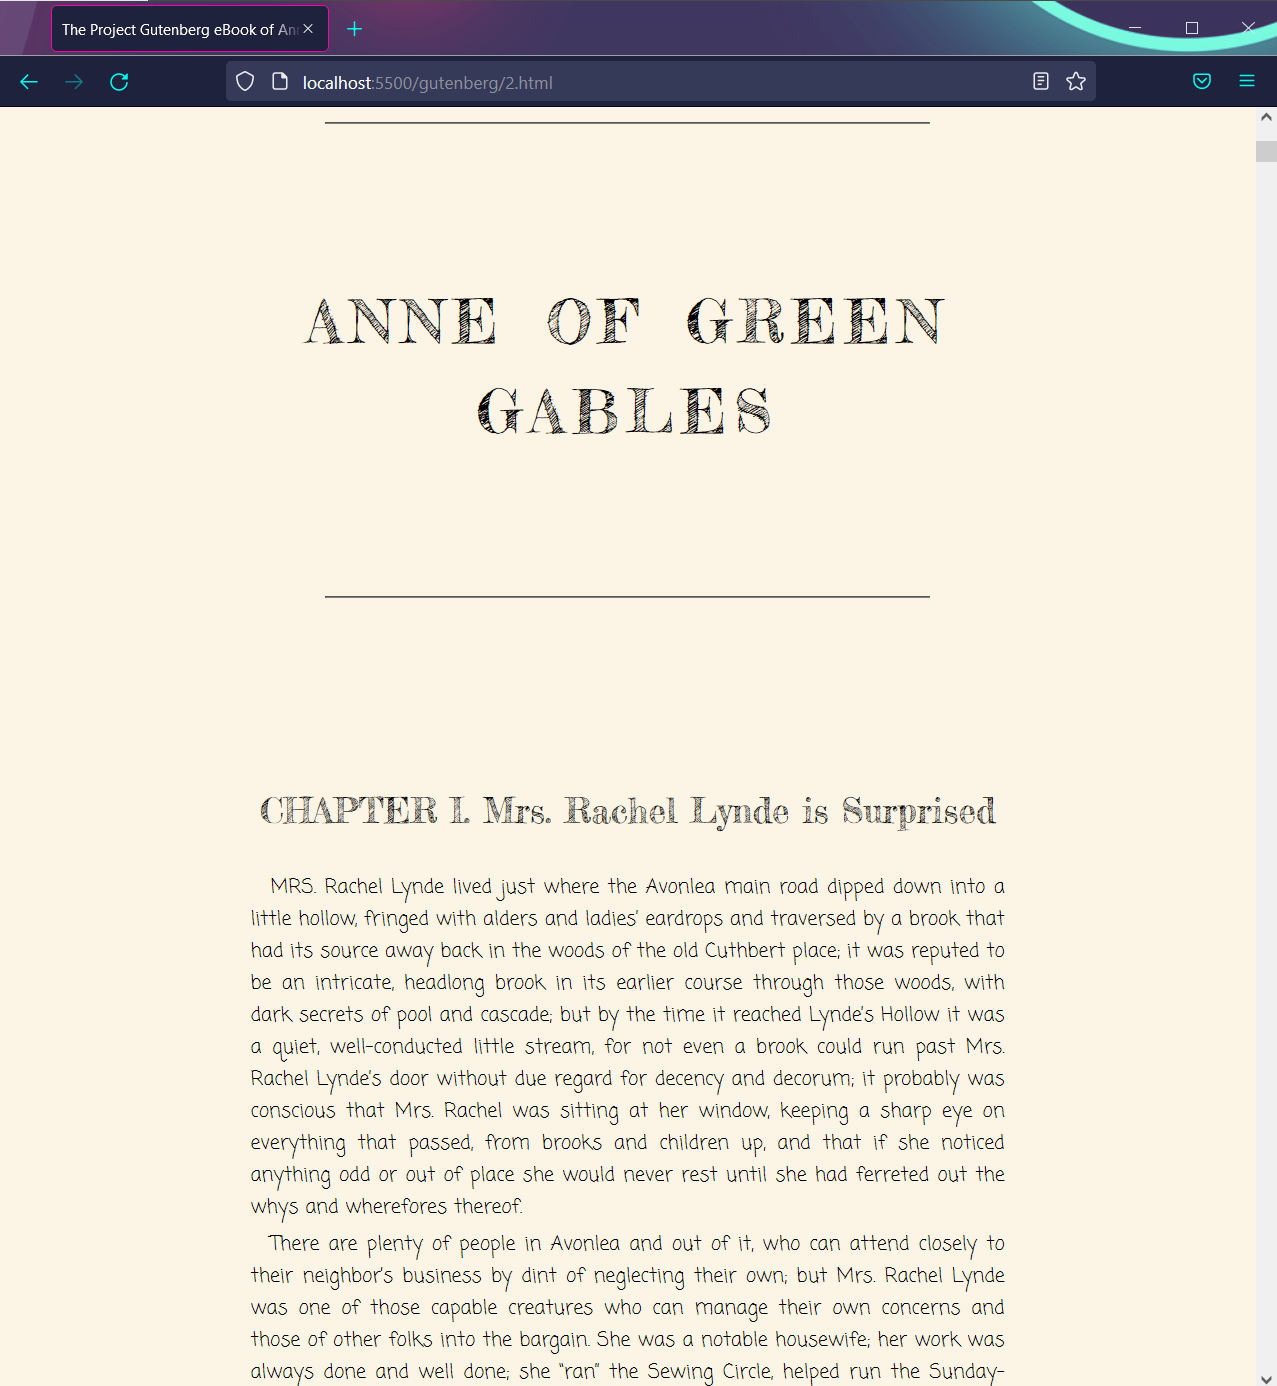 The Project Gutenberg eBook of Ann
localhost:5500/gutenberg/2.html
ANNE OF GREEN
GABLES
CHAPTER I. Mrs. Rachel Lynde is Surprised
MRS. Rachel Lynde lived just where the Avonlea main road dipped down into a
little hollow, fringed with alders and ladies’ eardrops and traversed by a brook that
had its source away back in the woods of the old Cuthbert place; it was reputed to
be an intricate, headlong brook in its earlier course through those woods, with
dark secrets of pool and cascade; but by the time it reached Lynde’s Hollow it was
a quiet, well-conducted little stream, for not even a brook could run past Mrs.
Rachel Lynde’s door without due regard for decency and decorum; it probably was
conscious that Mrs. Rachel was sitting at her window, keeping a sharp eye on
everything that passed, from brooks and children up, and that if she noticed
anything odd or out of place she would never rest until she had ferreted out the
whys and wherefores thereof.
There are plenty of people in Avonlea and out of it, who can attend closely to
their neighbor’s business by dint of neglecting their own; but Mrs. Rachel Lynde
was one of those capable creatures who can manage their own concerns and
those of other folks into the bargain. She was a notable housewife; her work was
always done and well done; she “ran” the Sewing Circle, helped run the Sunday-